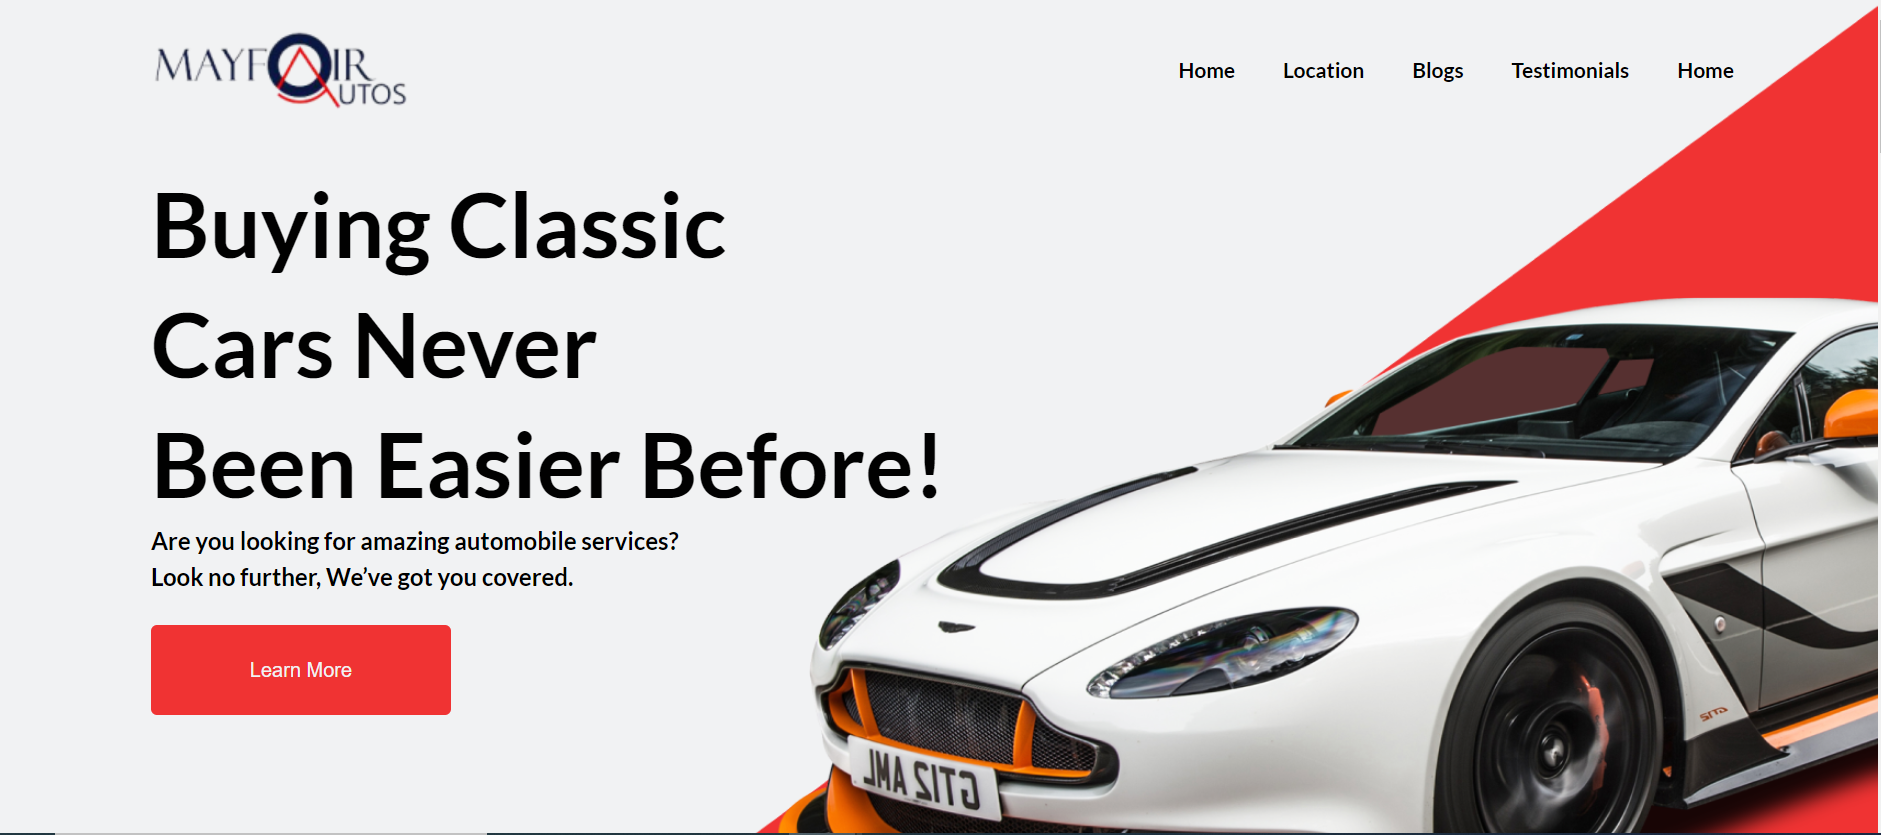 MAYFAIR
AUTOS
Home Location Blogs Testimonials Home
Buying Classic
Cars Never
Been Easier Before!
Are you looking for amazing automobile services?
Look no further, We’ve got you covered.
Learn More
GT12 AML
GT12